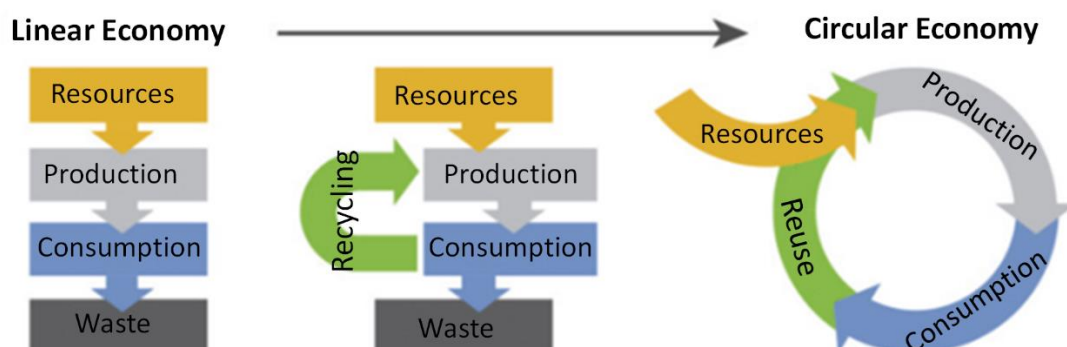 Linear Economy
Circular Economy
Resources
Production
Consumption
Waste
Resources
Production
Recycling
Consumption
Waste
Resources
Production
Consumption
Reuse